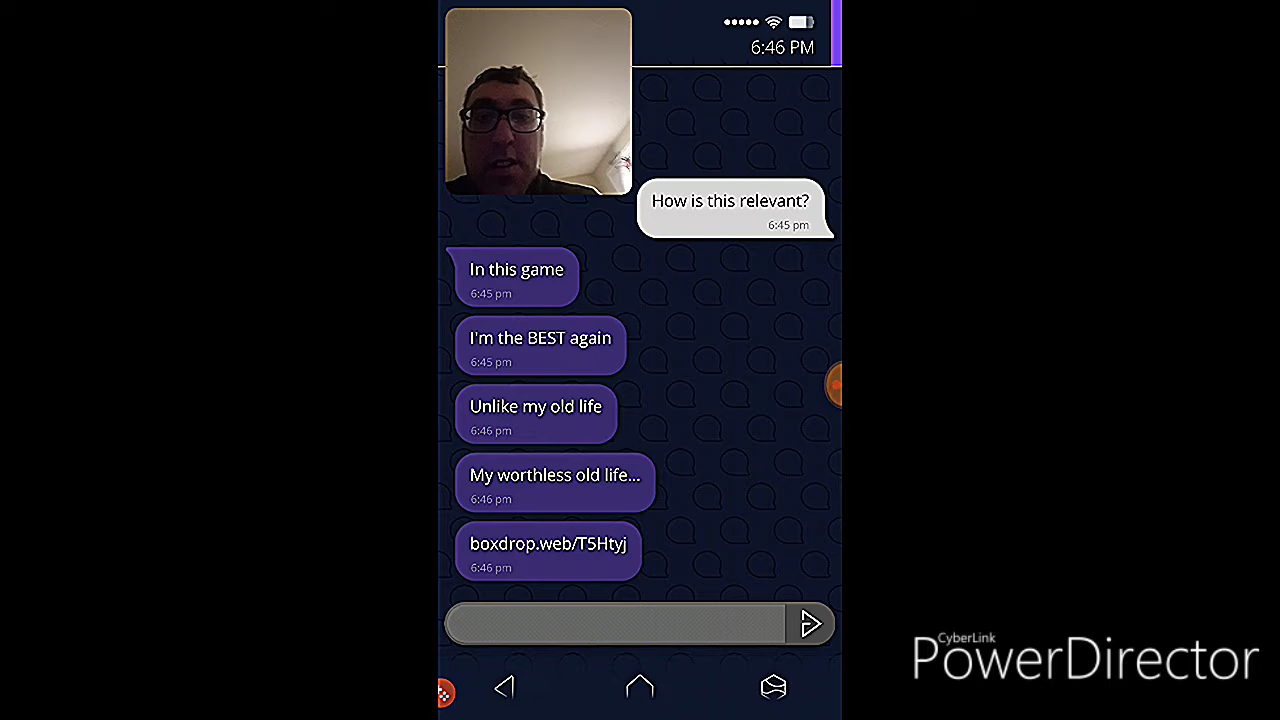 6:46 PM
How is this relevant?
6:45 pm
In this game
6:45 pm
I'm the BEST again
6:45 pm
Unlike my old life
6:46 pm
My worthless old life...
6:46 pm
boxdrop.web/T5Htyj
6:46 pm
CyberLink
PowerDirector